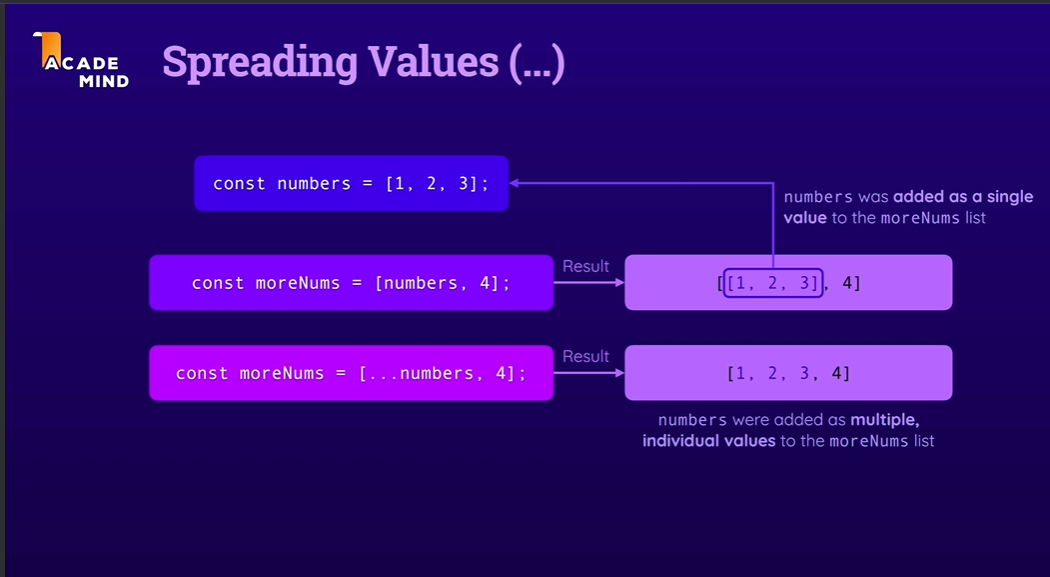 ACADE
MIND
Spreading Values (...)
const numbers = [1, 2, 3];
numbers was added as a single
value to the moreNums list
const moreNums = [numbers, 4];
Result
[[1, 2, 3], 4]
const moreNums = [...numbers, 4];
Result
[1, 2, 3, 4]
numbers were added as multiple,
individual values to the moreNums list